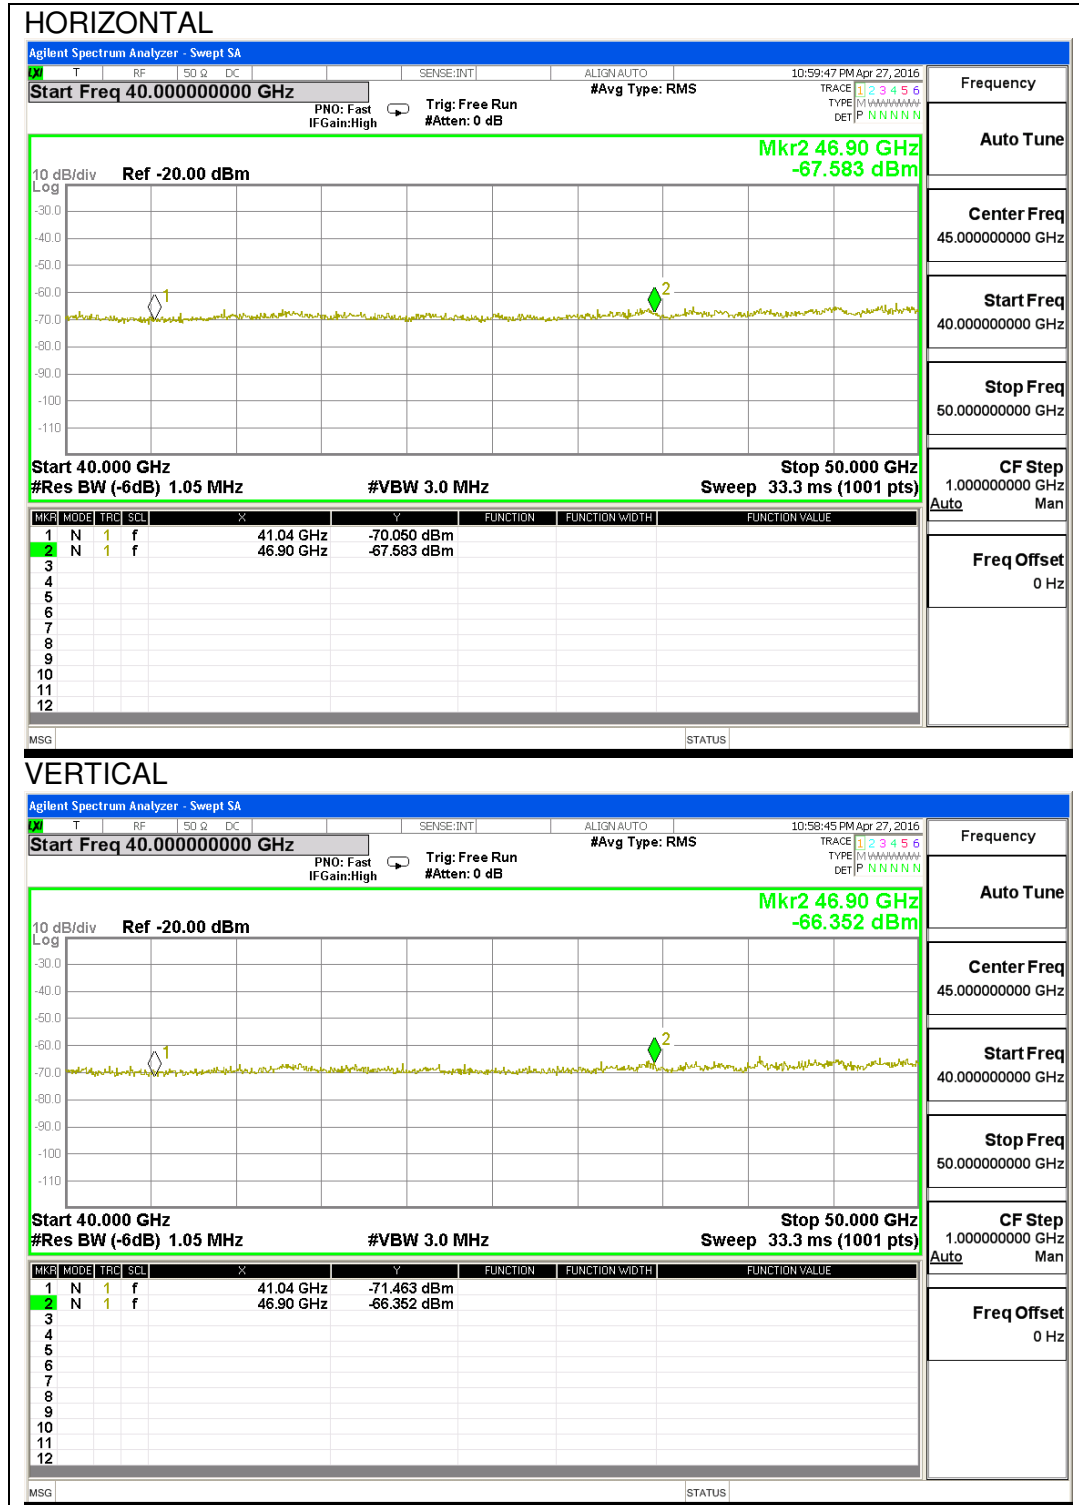 HORIZONTAL
Agilent Spectrum Analyzer - Swept SA
LXI T RF 50 Ω DC SENSE:INT ALIGN AUTO 10:59:47 PM Apr 27, 2016
Start Freq 40.000000000 GHz #Avg Type: RMS TRACE 1 2 3 4 5 6
PNO: Fast Trig: Free Run TYPE M WWWWW
IFGain:High #Atten: 0 dB DET P N N N N N
Mkr2 46.90 GHz
-67.583 dBm
10 dB/div Ref -20.00 dBm
Log
-30.0
-40.0
-50.0
-60.0
-70.0
-80.0
-90.0
-100
-110
1
2
Start 40.000 GHz Stop 50.000 GHz
#Res BW (-6dB) 1.05 MHz #VBW 3.0 MHz Sweep 33.3 ms (1001 pts)
MKR MODE TRC SCL X Y FUNCTION FUNCTION WIDTH FUNCTION VALUE
1 N 1 f 41.04 GHz -70.050 dBm
2 N 1 f 46.90 GHz -67.583 dBm
3
4
5
6
7
8
9
10
11
12
MSG STATUS
Frequency
Auto Tune
Center Freq
45.000000000 GHz
Start Freq
40.000000000 GHz
Stop Freq
50.000000000 GHz
CF Step
1.000000000 GHz
Auto Man
Freq Offset
0 Hz
VERTICAL
Agilent Spectrum Analyzer - Swept SA
LXI T RF 50 Ω DC SENSE:INT ALIGN AUTO 10:58:45 PM Apr 27, 2016
Start Freq 40.000000000 GHz #Avg Type: RMS TRACE 1 2 3 4 5 6
PNO: Fast Trig: Free Run TYPE M WWWWW
IFGain:High #Atten: 0 dB DET P N N N N N
Mkr2 46.90 GHz
-66.352 dBm
10 dB/div Ref -20.00 dBm
Log
-30.0
-40.0
-50.0
-60.0
-70.0
-80.0
-90.0
-100
-110
1
2
Start 40.000 GHz Stop 50.000 GHz
#Res BW (-6dB) 1.05 MHz #VBW 3.0 MHz Sweep 33.3 ms (1001 pts)
MKR MODE TRC SCL X Y FUNCTION FUNCTION WIDTH FUNCTION VALUE
1 N 1 f 41.04 GHz -71.463 dBm
2 N 1 f 46.90 GHz -66.352 dBm
3
4
5
6
7
8
9
10
11
12
MSG STATUS
Frequency
Auto Tune
Center Freq
45.000000000 GHz
Start Freq
40.000000000 GHz
Stop Freq
50.000000000 GHz
CF Step
1.000000000 GHz
Auto Man
Freq Offset
0 Hz